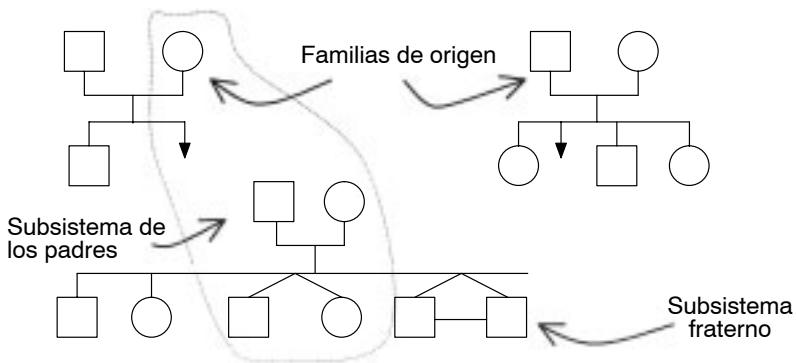 Familias de origen
Subsistema de
los padres
Subsistema
fraterno